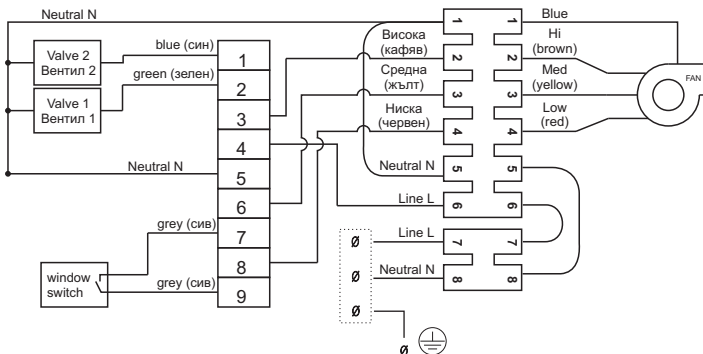 Neutral N
Valve 2
Вентил 2
blue (син)
Valve 1
Вентил 1
green (зелен)
Neutral N
grey (сив)
window
switch
grey (сив)
1
2
3
4
5
6
7
8
9
Висока
(кафяв)
Средна
(жълт)
Ниска
(червен)
Neutral N
Line L
Line L
Neutral N
ø
ø
ø
ø
1
2
3
4
5
6
7
8
1
2
3
4
5
6
7
8
Blue
Hi
(brown)
Med
(yellow)
Low
(red)
FAN